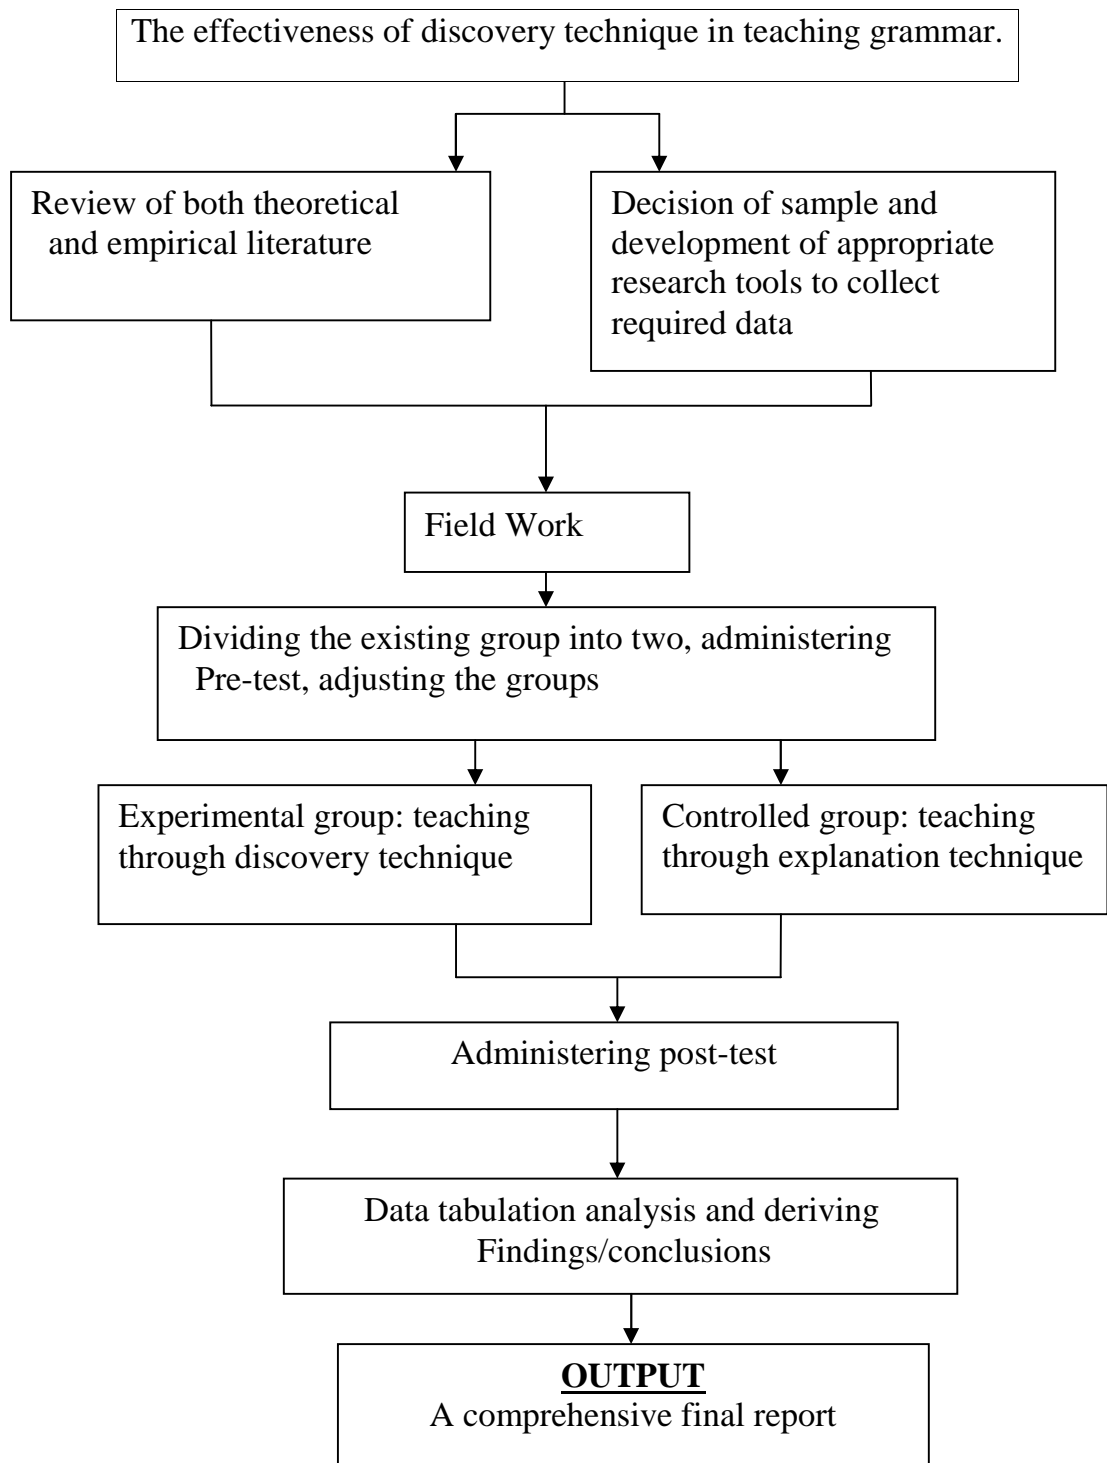 The effectiveness of discovery technique in teaching grammar.
Review of both theoretical
and empirical literature
Decision of sample and
development of appropriate
research tools to collect
required data
Field Work
Dividing the existing group into two, administering
Pre-test, adjusting the groups
Experimental group: teaching
through discovery technique
Controlled group: teaching
through explanation technique
Administering post-test
Data tabulation analysis and deriving
Findings/conclusions
OUTPUT
A comprehensive final report